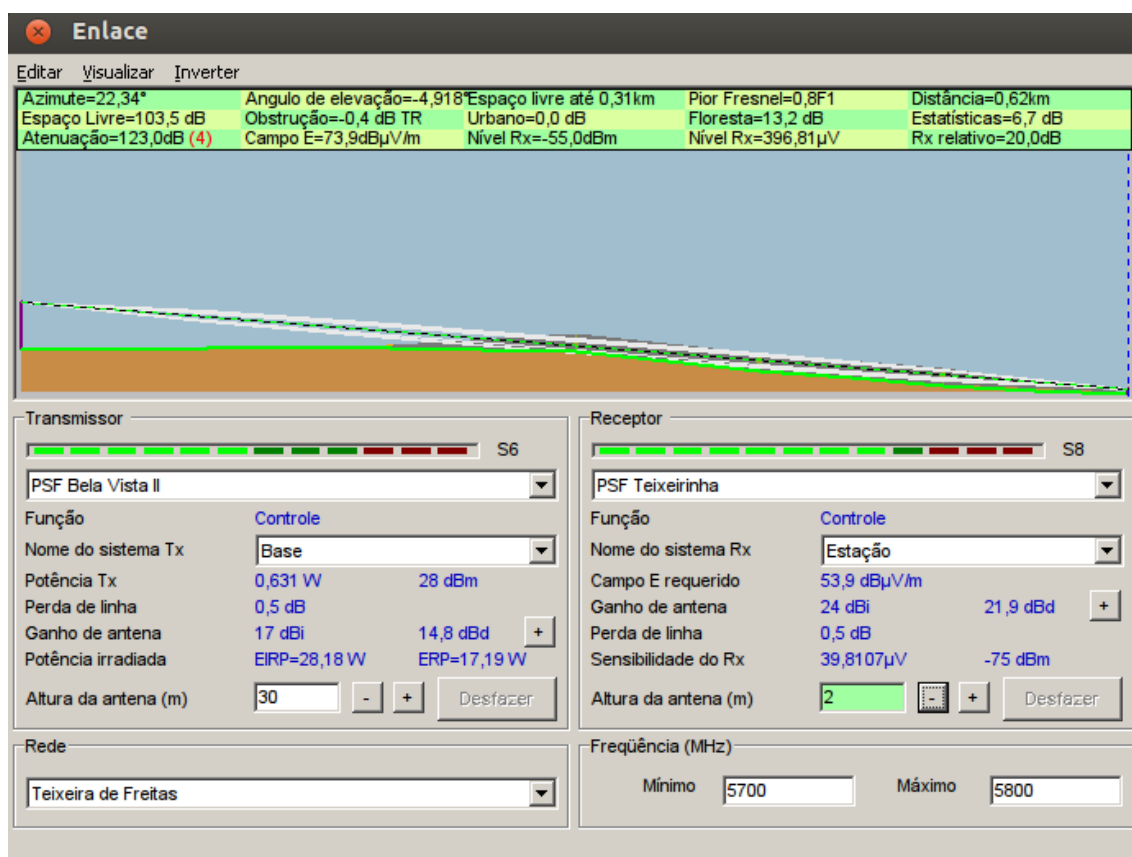 Enlace
Editar Visualizar Inverter
Azimute=22,34° Angulo de elevação=-4,918° Espaço livre até 0,31km Pior Fresnel=0,8F1 Distância=0,62km
Espaço Livre=103,5 dB Obstrução=-0,4 dB TR Urbano=0,0 dB Floresta=13,2 dB Estatísticas=6,7 dB
Atenuação=123,0dB (4) Campo E=73,9dBµV/m Nível Rx=-55,0dBm Nível Rx=396,81µV Rx relativo=20,0dB
Transmissor
S6
PSF Bela Vista II
Função Controle
Nome do sistema Tx Base
Potência Tx 0,631 W 28 dBm
Perda de linha 0,5 dB
Ganho de antena 17 dBi 14,8 dBd +
Potência irradiada EIRP=28,18 W ERP=17,19 W
Altura da antena (m) 30 - + Desfazer
Receptor
S8
PSF Teixeirinha
Função Controle
Nome do sistema Rx Estação
Campo E requerido 53,9 dBµV/m
Ganho de antena 24 dBi 21,9 dBd +
Perda de linha 0,5 dB
Sensibilidade do Rx 39,8107µV -75 dBm
Altura da antena (m) 2 - + Desfazer
Rede
Teixeira de Freitas
Freqüência (MHz)
Mínimo 5700 Máximo 5800